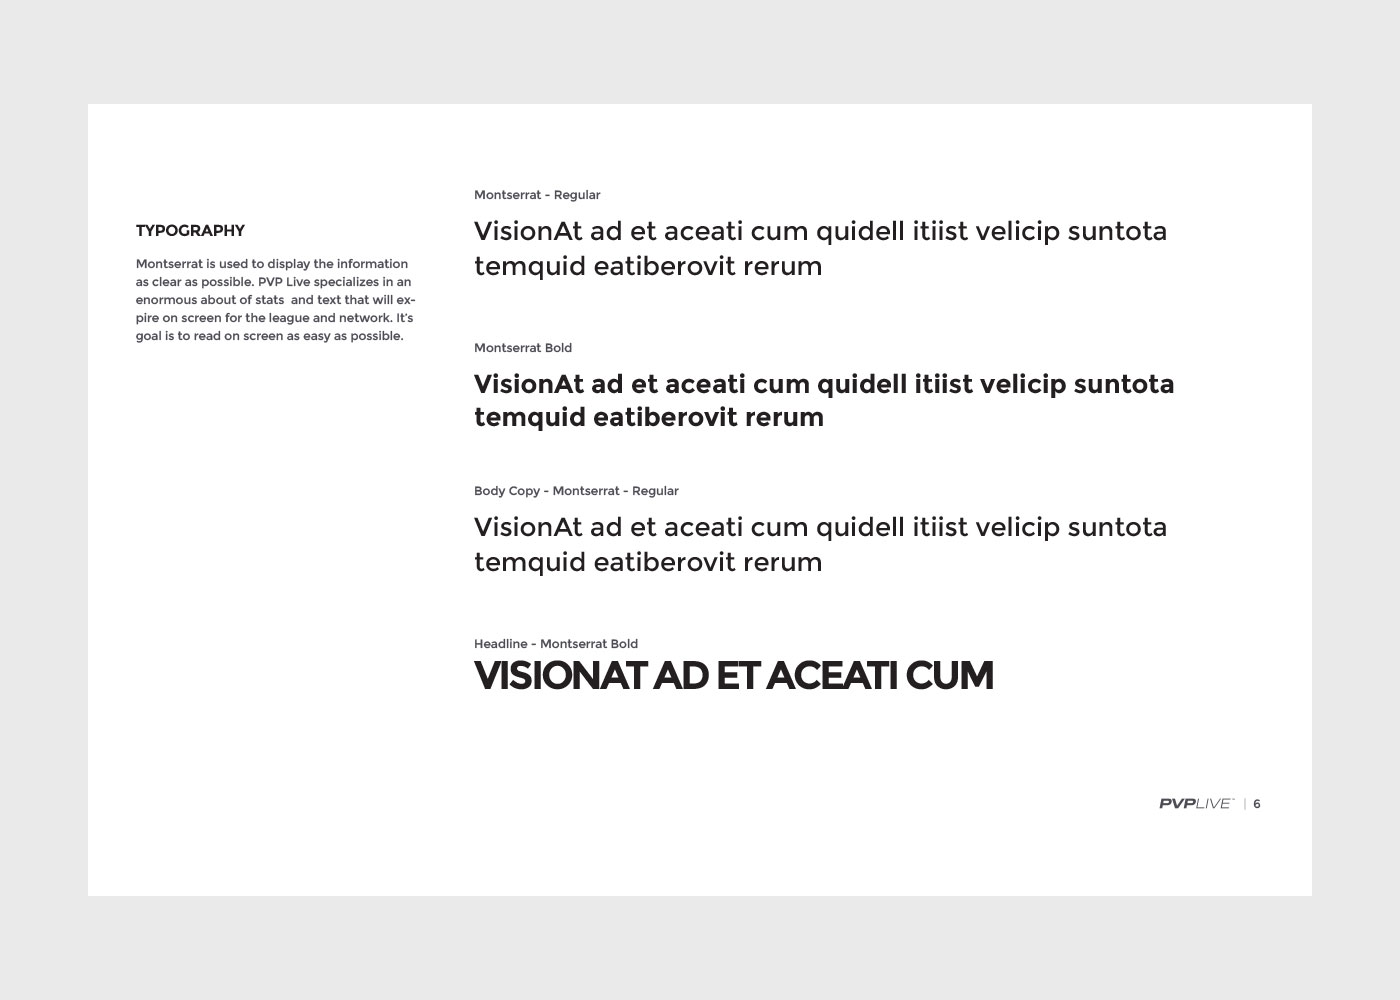 TYPOGRAPHY
Montserrat is used to display the information
as clear as possible. PVP Live specializes in an
enormous about of stats  and text that will ex-
pire on screen for the league and network. It's
goal is to read on screen as easy as possible.
Montserrat - Regular
VisionAt ad et aceati cum quidell itiist velicip suntota
temquid eatiberovit rerum
Montserrat Bold
VisionAt ad et aceati cum quidell itiist velicip suntota
temquid eatiberovit rerum
Body Copy - Montserrat - Regular
VisionAt ad et aceati cum quidell itiist velicip suntota
temquid eatiberovit rerum
Headline - Montserrat Bold
VISIONAT AD ET ACEATI CUM
PVPLIVE™ | 6